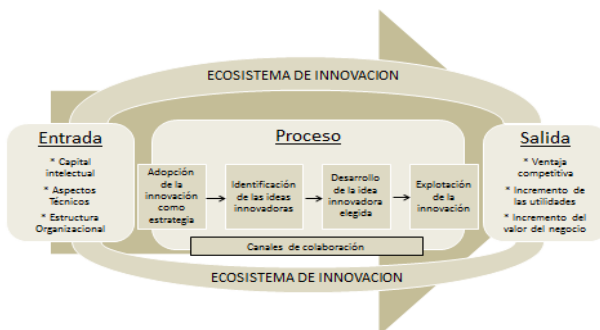 ECOSISTEMA DE INNOVACION
Entrada
* Capital
intelectual
* Aspectos
Técnicos
* Estructura
Organizacional
Proceso
Adopción
de la
innovación
como
estrategia
Identificación
de las ideas
innovadoras
Desarrollo
de la idea
innovadora
elegida
Explotación
de la
innovación
Canales de colaboración
Salida
* Ventaja
competitiva
* Incremento de
las utilidades
* Incremento del
valor del negocio
ECOSISTEMA DE INNOVACION